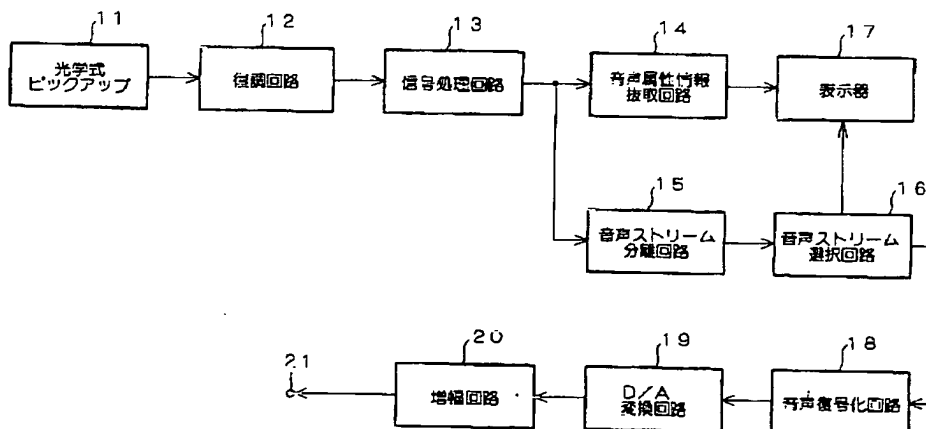 11
光学式
ピックアップ
12
復調回路
13
信号処理回路
14
音声属性情報
抜取回路
17
表示器
15
音声ストリーム
分離回路
16
音声ストリーム
選択回路
21
20
増幅回路
19
D/A
変換回路
18
音声復号化回路